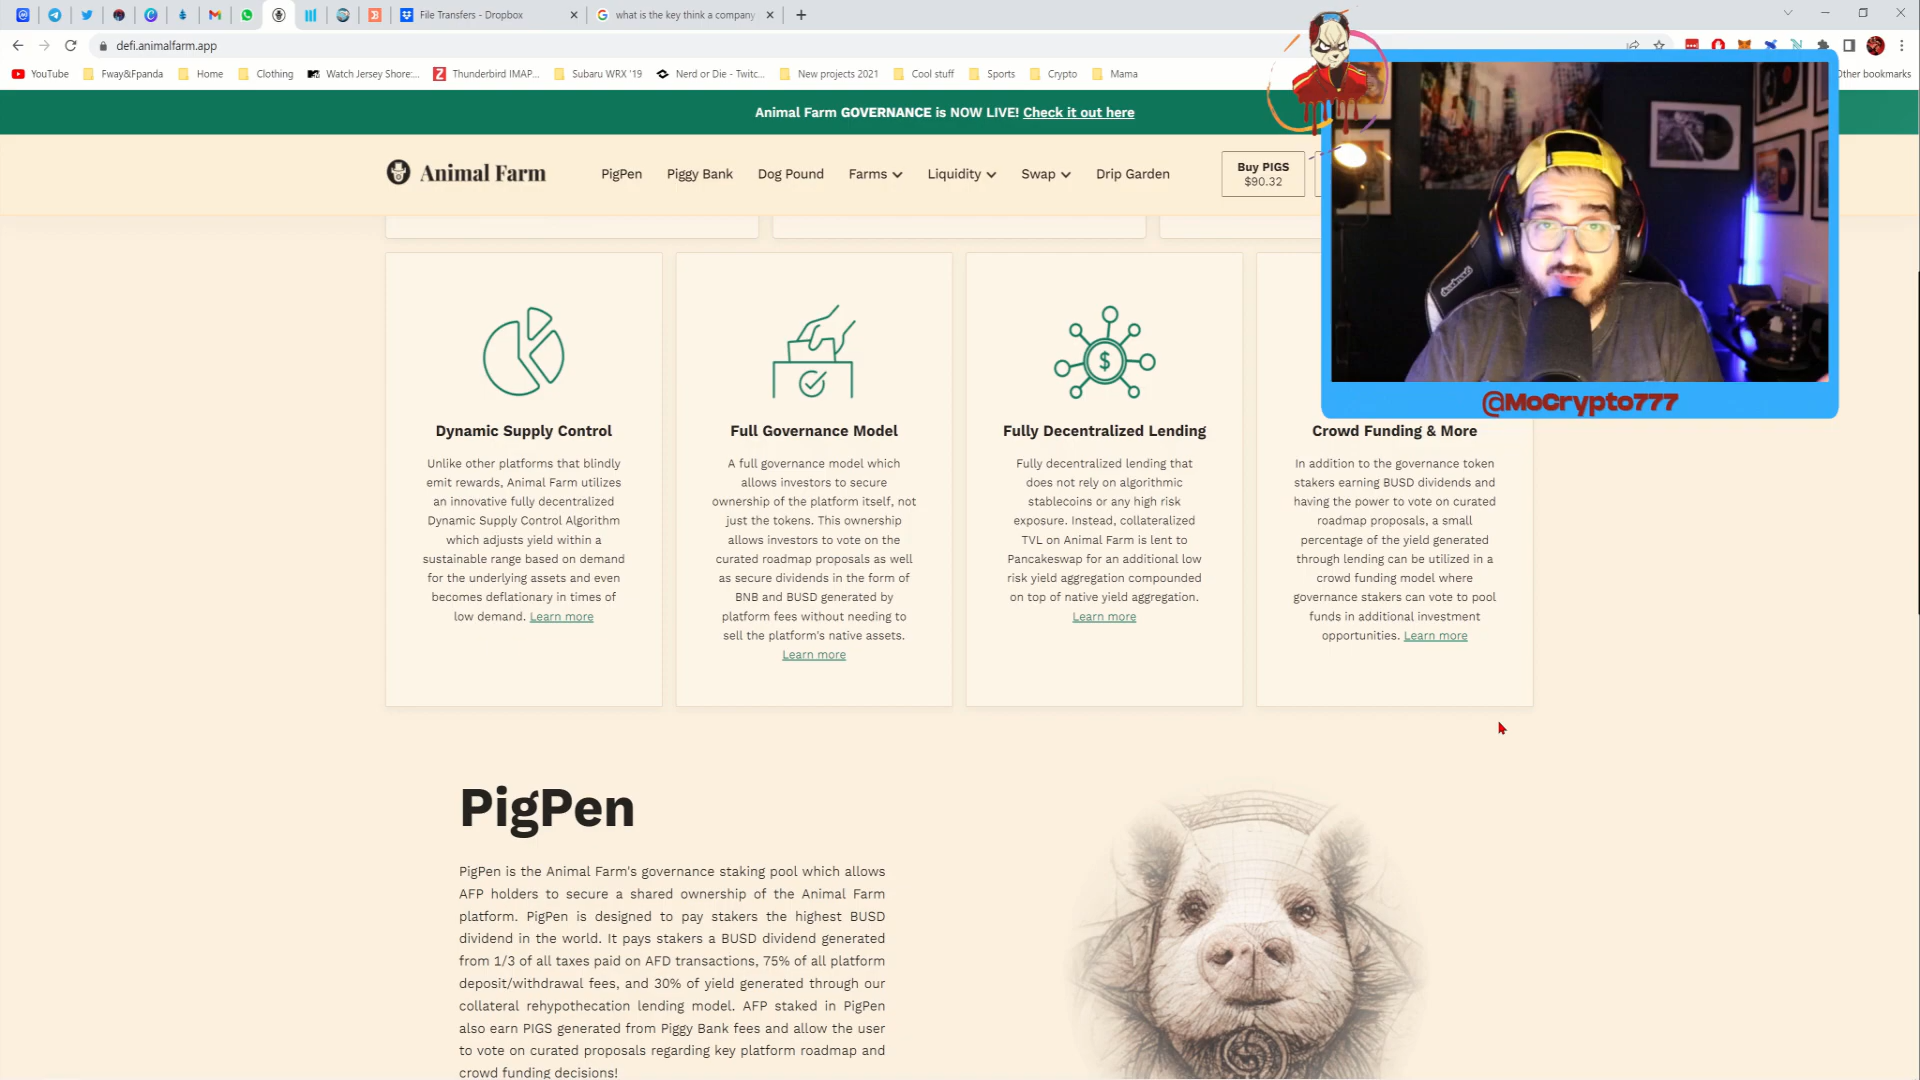 File Transfers - Dropbox
what is the key think a company
defi.animalfarm.app
YouTube
Fway&Fpanda
Home
Clothing
Watch Jersey Shore:...
Thunderbird IMAP...
Subaru WRX '19
Nerd or Die - Twitc...
New projects 2021
Cool stuff
Sports
Crypto
Mama
Other bookmarks
Animal Farm GOVERNANCE is NOW LIVE! Check it out here
Animal Farm
PigPen
Piggy Bank
Dog Pound
Farms
Liquidity
Swap
Drip Garden
Buy PIGS
$90.32
@MoCrypto777
Dynamic Supply Control
Unlike other platforms that blindly
emit rewards, Animal Farm utilizes
an innovative fully decentralized
Dynamic Supply Control Algorithm
which adjusts yield within a
sustainable range based on demand
for the underlying assets and even
becomes deflationary in times of
low demand. Learn more
Full Governance Model
A full governance model which
allows investors to secure
ownership of the platform itself, not
just the tokens. This ownership
allows investors to vote on the
curated roadmap proposals as well
as secure dividends in the form of
BNB and BUSD generated by
platform fees without needing to
sell the platform's native assets.
Learn more
Fully Decentralized Lending
Fully decentralized lending that
does not rely on algorithmic
stablecoins or any high risk
exposure. Instead, collateralized
TVL on Animal Farm is lent to
Pancakeswap for an additional low
risk yield aggregation compounded
on top of native yield aggregation.
Learn more
Crowd Funding & More
In addition to the governance token
stakers earning BUSD dividends and
having the power to vote on curated
roadmap proposals, a small
percentage of the yield generated
through lending can be utilized in a
crowd funding model where
governance stakers can vote to pool
funds in additional investment
opportunities. Learn more
PigPen
PigPen is the Animal Farm's governance staking pool which allows
AFP holders to secure a shared ownership of the Animal Farm
platform. PigPen is designed to pay stakers the highest BUSD
dividend in the world. It pays stakers a BUSD dividend generated
from 1/3 of all taxes paid on AFD transactions, 75% of all platform
deposit/withdrawal fees, and 30% of yield generated through our
collateral rehypothecation lending model. AFP staked in PigPen
also earn PIGS generated from Piggy Bank fees and allow the user
to vote on curated proposals regarding key platform roadmap and
crowd funding decisions!